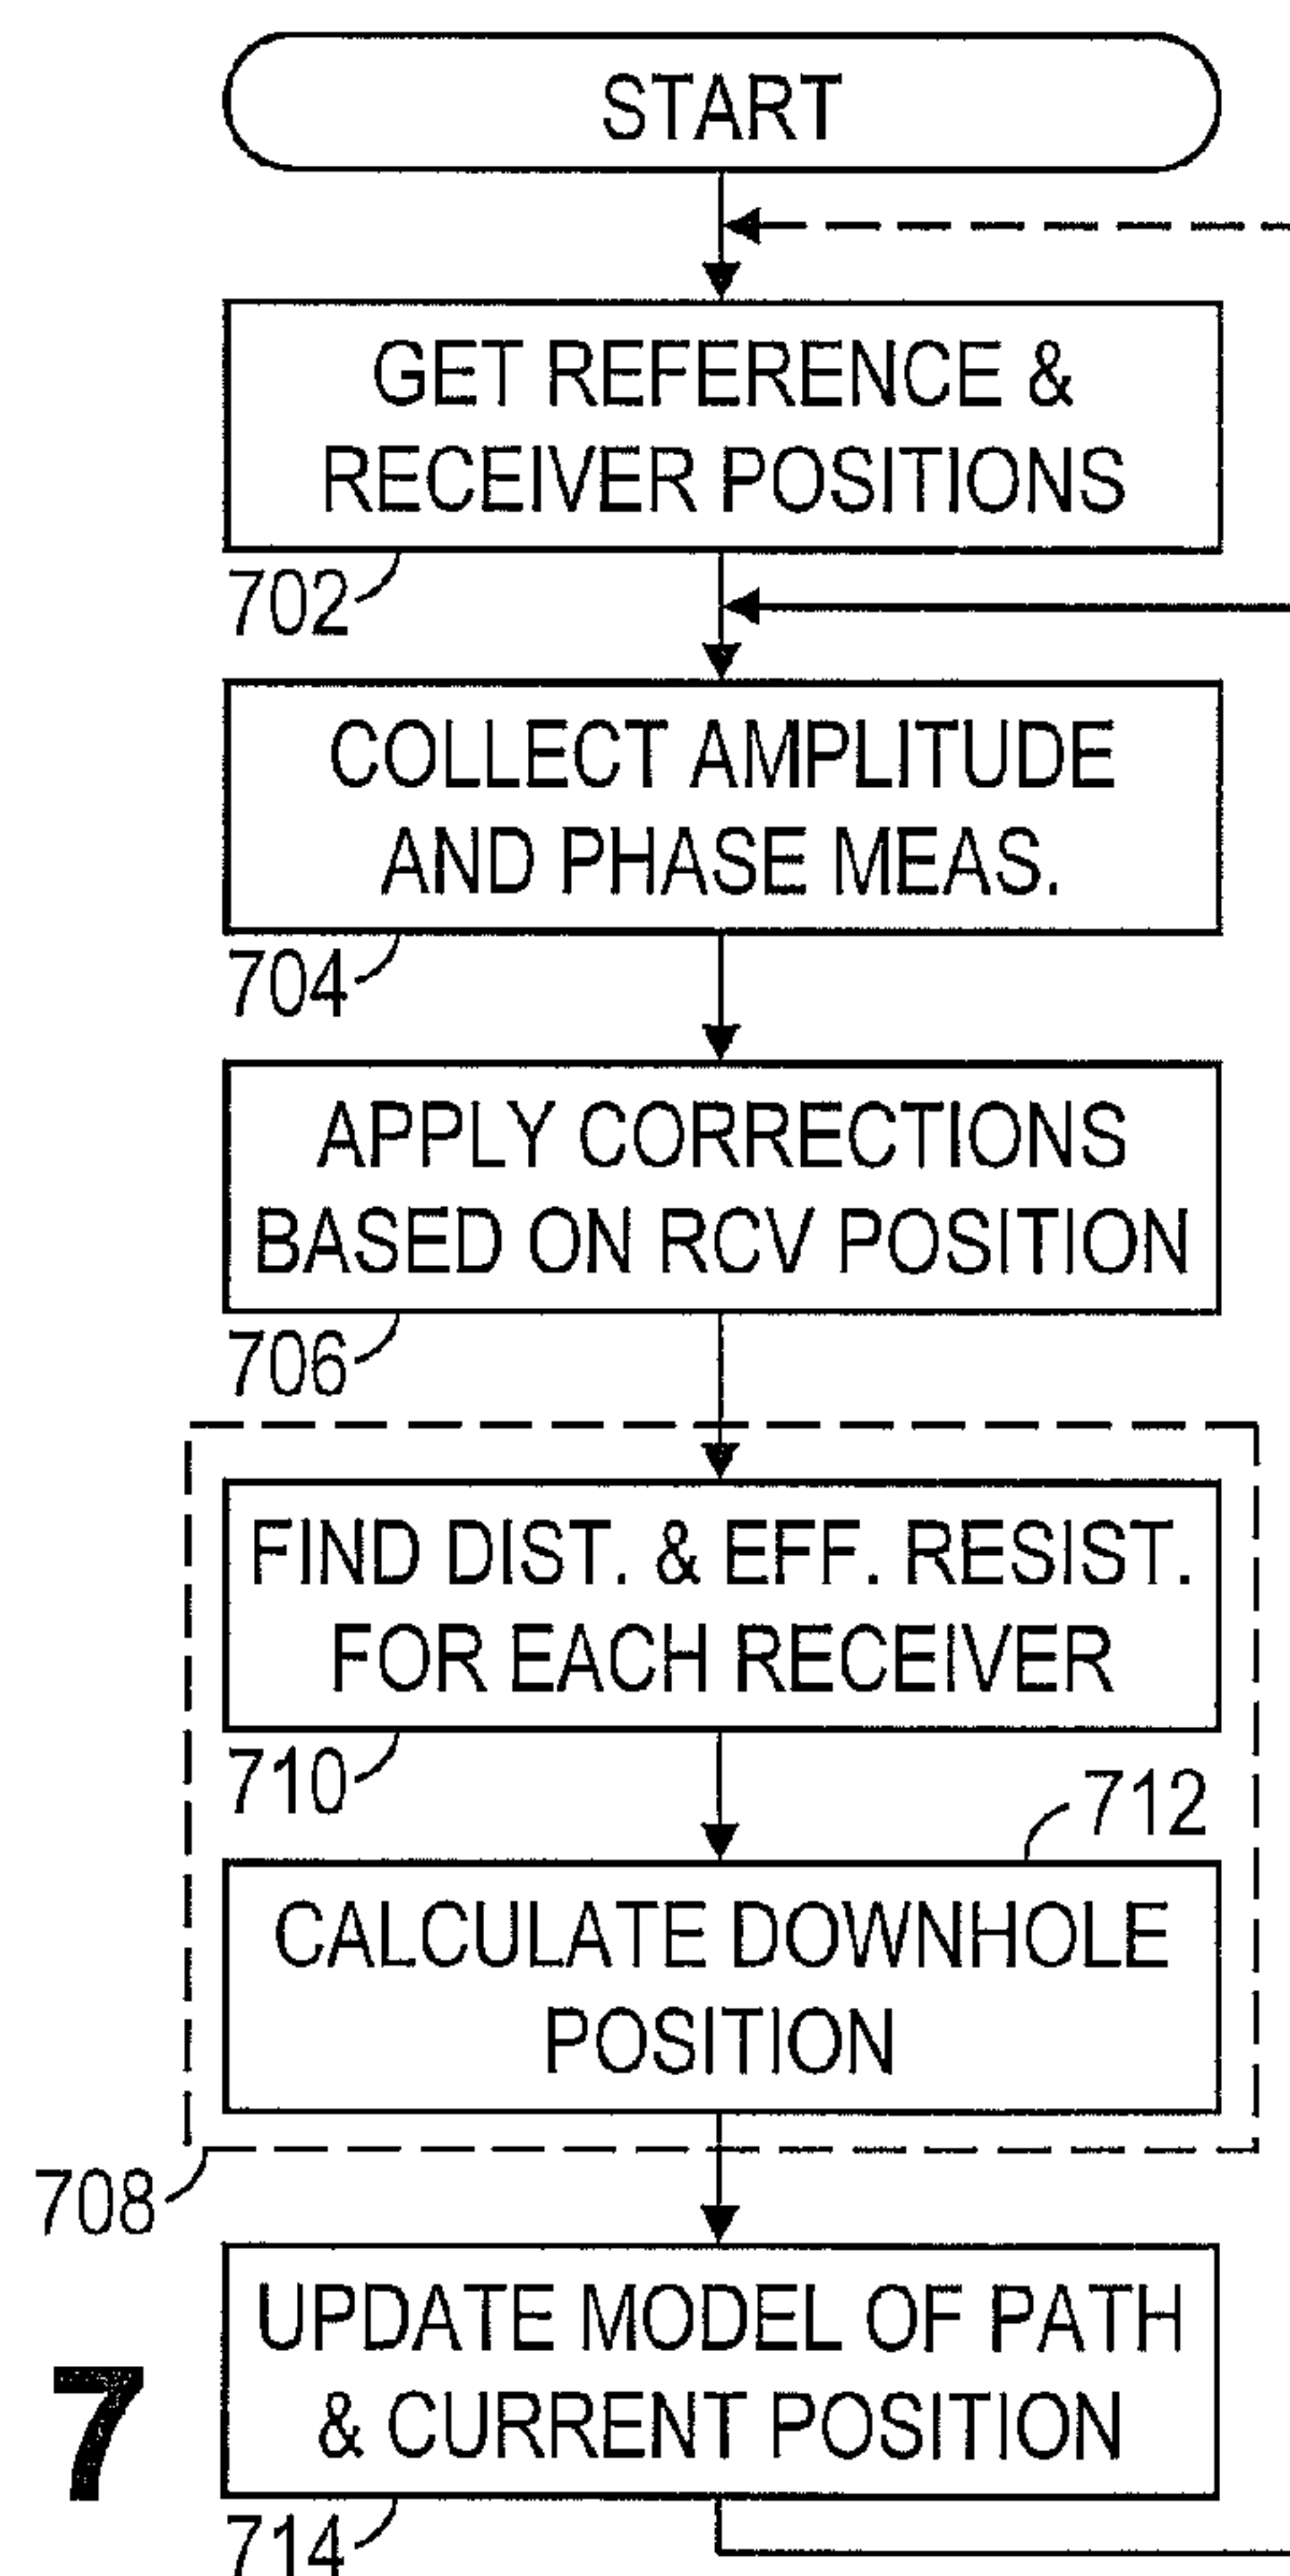 START
GET REFERENCE &
RECEIVER POSITIONS
702
COLLECT AMPLITUDE
AND PHASE MEAS.
704
APPLY CORRECTIONS
BASED ON RCV POSITION
706
FIND DIST. & EFF. RESIST.
FOR EACH RECEIVER
710
712
CALCULATE DOWNHOLE
POSITION
708
UPDATE MODEL OF PATH
& CURRENT POSITION
7
714